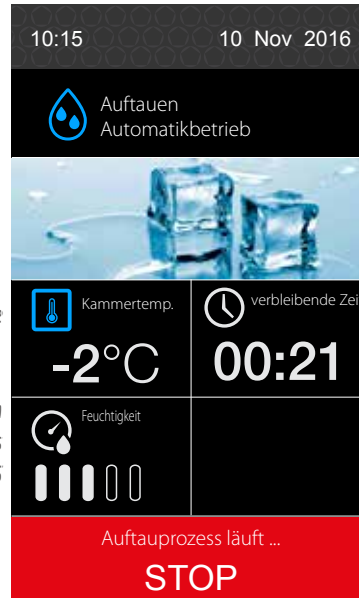 10:15 10 Nov 2016
Auftauen
Automatikbetrieb
Kammertemp.
-2°C
verbleibende Zei
00:21
Feuchtigkeit
Auftauprozess läuft ...
STOP